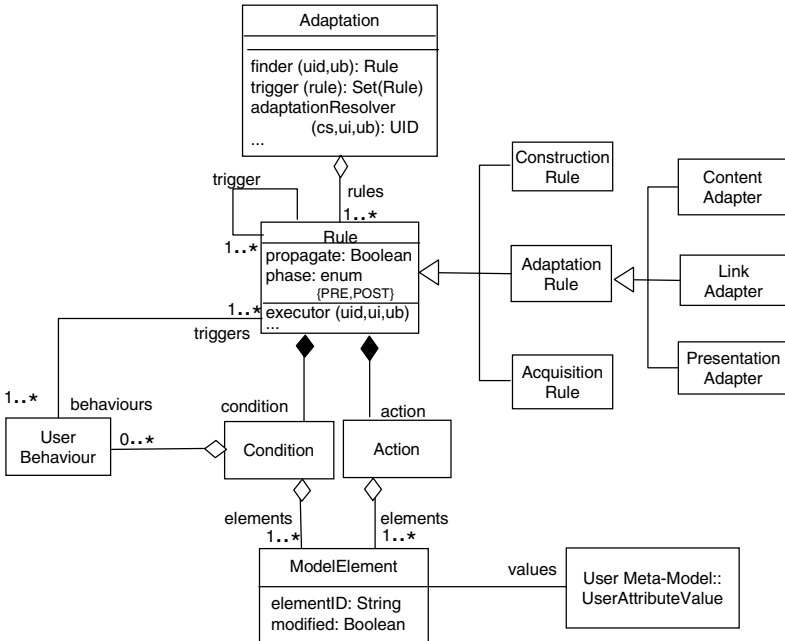 Adaptation
finder (uid,ub): Rule
trigger (rule): Set(Rule)
adaptationResolver
(cs,ui,ub): UID
...
trigger
rules
1..*
1..*
Rule
propagate: Boolean
phase: enum
{PRE,POST}
executor (uid,ui,ub)
...
Construction
Rule
Adaptation
Rule
Acquisition
Rule
Content
Adapter
Link
Adapter
Presentation
Adapter
1..*
triggers
1..*
behaviours
User
Behaviour
0..*
condition
Condition
action
Action
elements
1..*
elements
1..*
ModelElement
elementID: String
modified: Boolean
values
User Meta-Model::
UserAttributeValue